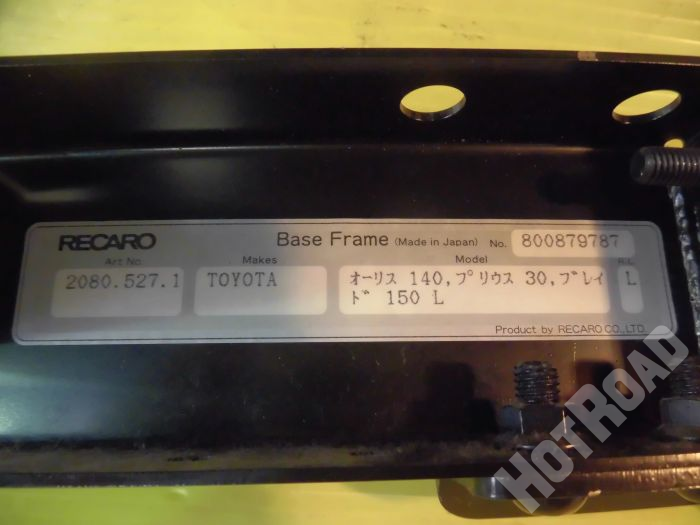 RECARO Base Frame (Made in Japan) No. 800879787
Art No Makes Model R.L
2080.527.1 TOYOTA オーリス 140,プリウス 30,ブレイ L
ド 150 L
Product by RECARO CO.,LTD.
HOTROAD